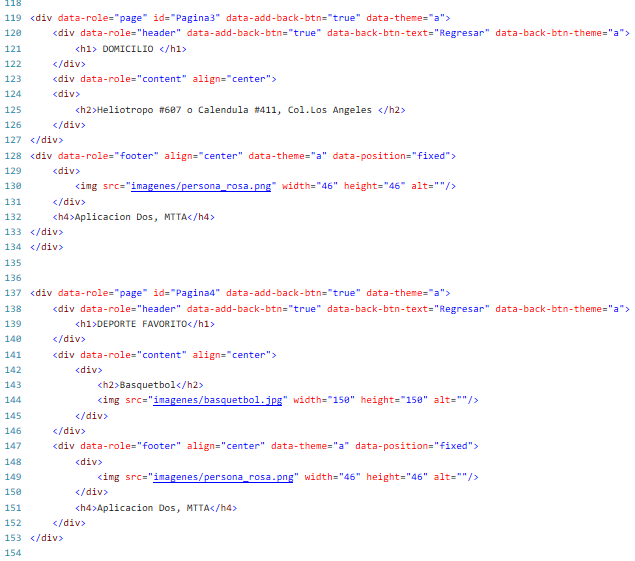 118
119 <div data-role="page" id="Pagina3" data-add-back-btn="true" data-theme="a">
120     <div data-role="header" data-add-back-btn="true" data-back-btn-text="Regresar" data-back-btn-theme="a">
121         <h1> DOMICILIO </h1>
122     </div>
123     <div data-role="content" align="center">
124     <div>
125         <h2>Heliotropo #607 o Calendula #411, Col.Los Angeles </h2>
126     </div>
127 </div>
128 <div data-role="footer" align="center" data-theme="a" data-position="fixed">
129     <div>
130         <img src="imagenes/persona_rosa.png" width="46" height="46" alt=""/>
131     </div>
132     <h4>Aplicacion Dos, MTTA</h4>
133 </div>
134 </div>
135
136
137 <div data-role="page" id="Pagina4" data-add-back-btn="true" data-theme="a">
138     <div data-role="header" data-add-back-btn="true" data-back-btn-text="Regresar" data-back-btn-theme="a">
139         <h1>DEPORTE FAVORITO</h1>
140     </div>
141     <div data-role="content" align="center">
142         <div>
143             <h2>Basquetbol</h2>
144             <img src="imagenes/basquetbol.jpg" width="150" height="150" alt=""/>
145         </div>
146     </div>
147     <div data-role="footer" align="center" data-theme="a" data-position="fixed">
148         <div>
149             <img src="imagenes/persona_rosa.png" width="46" height="46" alt=""/>
150         </div>
151         <h4>Aplicacion Dos, MTTA</h4>
152     </div>
153 </div>
154